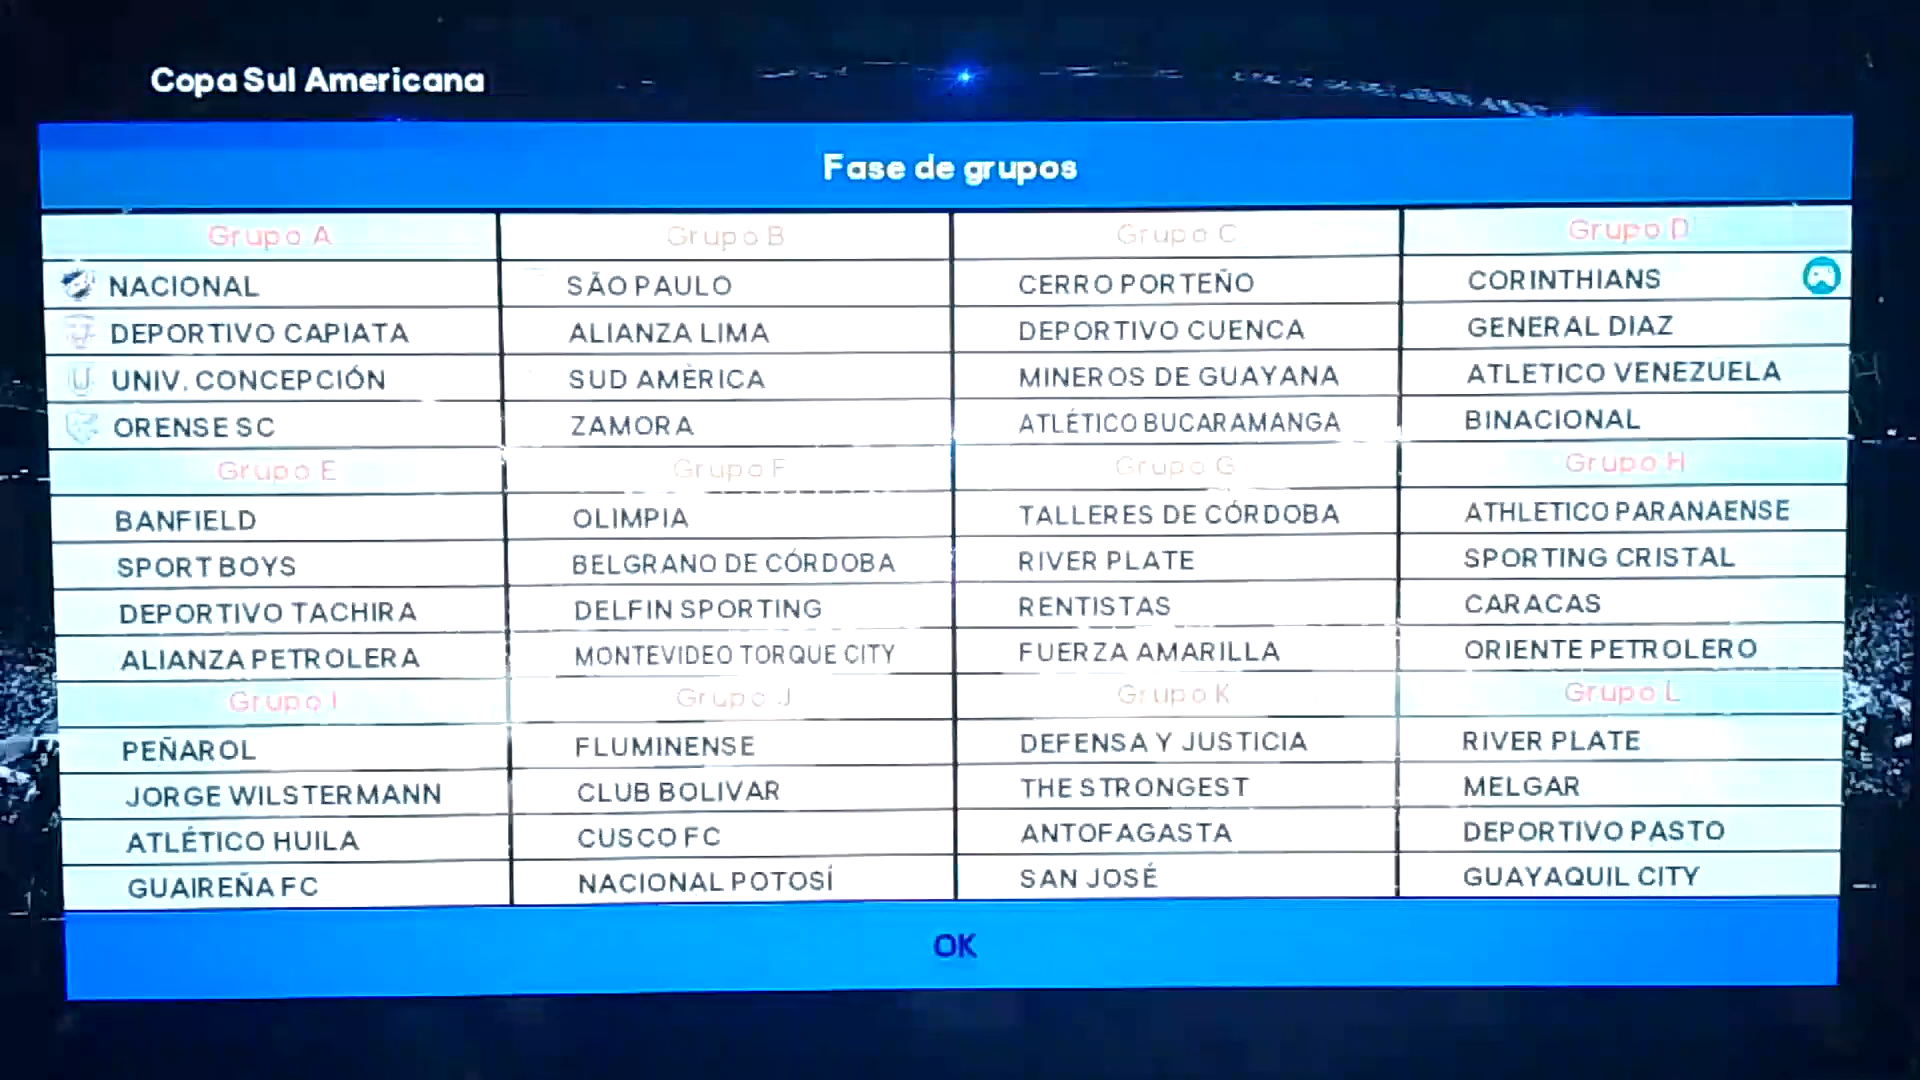 Copa Sul Americana
Fase de grupos
Grupo A
NACIONAL
DEPORTIVO CAPIATA
UNIV. CONCEPCIÓN
ORENSE SC
Grupo B
SÃO PAULO
ALIANZA LIMA
SUD AMÈRICA
ZAMORA
Grupo C
CERRO PORTEÑO
DEPORTIVO CUENCA
MINEROS DE GUAYANA
ATLÉTICO BUCARAMANGA
Grupo D
CORINTHIANS
GENERAL DIAZ
ATLETICO VENEZUELA
BINACIONAL
Grupo E
BANFIELD
SPORT BOYS
DEPORTIVO TACHIRA
ALIANZA PETROLERA
Grupo F
OLIMPIA
BELGRANO DE CÓRDOBA
DELFIN SPORTING
MONTEVIDEO TORQUE CITY
Grupo G
TALLERES DE CÓRDOBA
RIVER PLATE
RENTISTAS
FUERZA AMARILLA
Grupo H
ATHLETICO PARANAENSE
SPORTING CRISTAL
CARACAS
ORIENTE PETROLERO
Grupo I
PEÑAROL
JORGE WILSTERMANN
ATLÉTICO HUILA
GUAIREÑA FC
Grupo J
FLUMINENSE
CLUB BOLIVAR
CUSCO FC
NACIONAL POTOSÍ
Grupo K
DEFENSA Y JUSTICIA
THE STRONGEST
ANTOFAGASTA
SAN JOSÉ
Grupo L
RIVER PLATE
MELGAR
DEPORTIVO PASTO
GUAYAQUIL CITY
OK